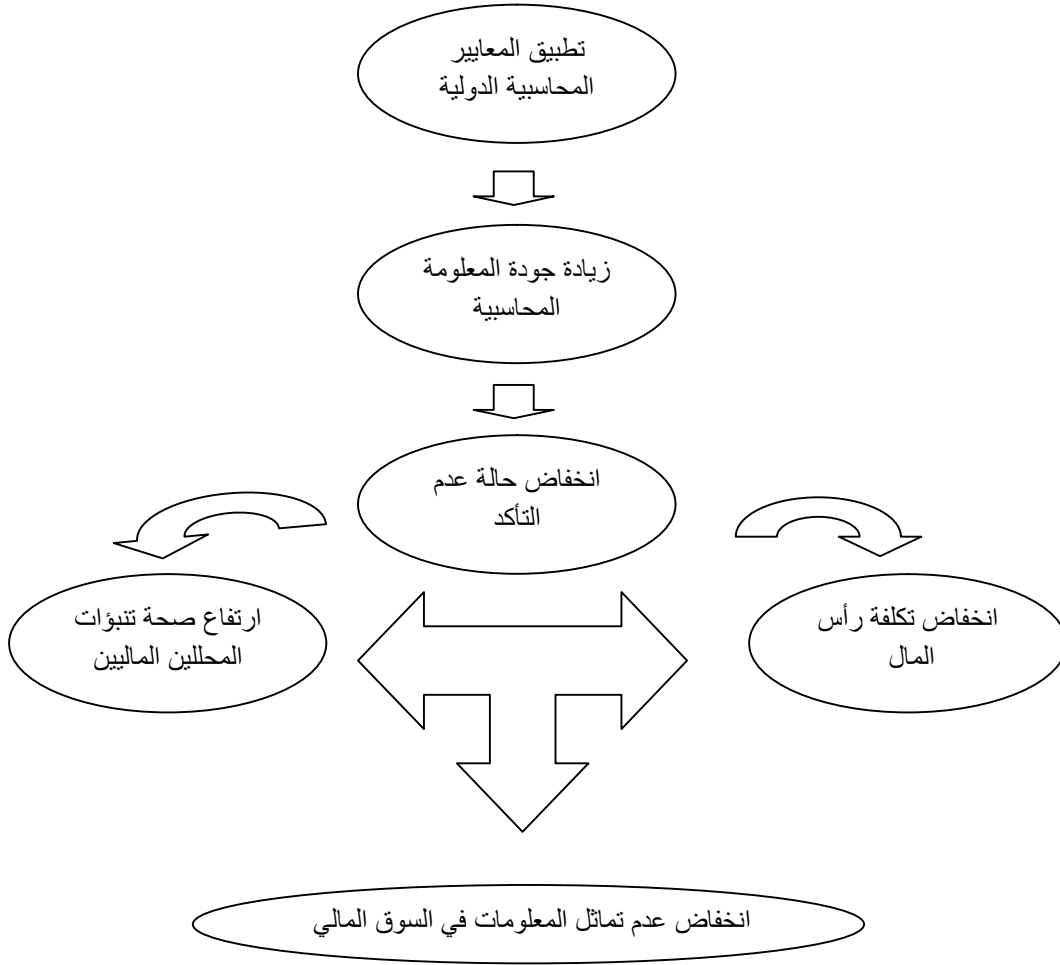 تطبيق المعايير
المحاسبية الدولية
زيادة جودة المعلومة
المحاسبية
انخفاض حالة عدم
التأكد
انخفاض تكلفة رأس
المال
ارتفاع صحة تنبؤات
المحللين الماليين
انخفاض عدم تماثل المعلومات في السوق المالي